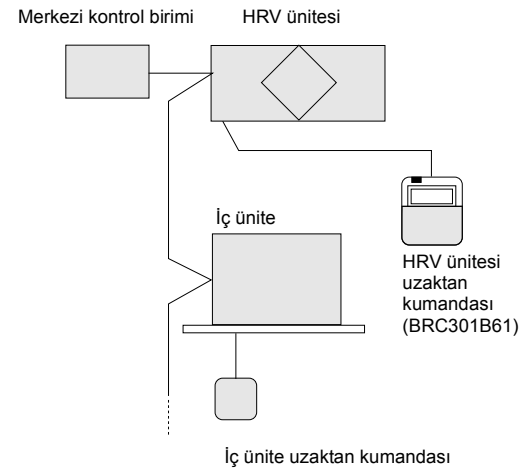 Merkezi kontrol birimi
HRV ünitesi
İç ünite
HRV ünitesi
uzaktan
kumandası
(BRC301B61)
İç ünite uzaktan kumandası